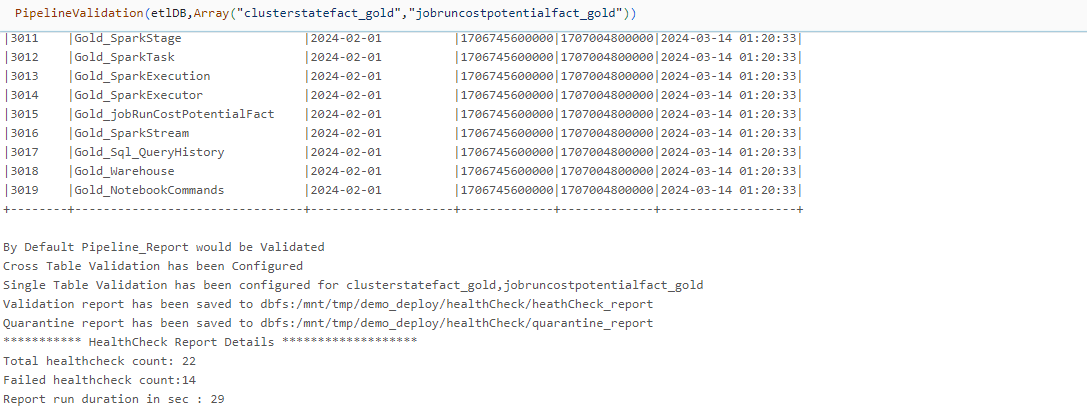 PipelineValidation(etlDB,Array("clusterstatefact_gold","jobruncostpotentialfact_gold"))
|3011    |Gold_SparkStage                |2024-02-01         |1706745600000|1707004800000|2024-03-14 01:20:33|
|3012    |Gold_SparkTask                 |2024-02-01         |1706745600000|1707004800000|2024-03-14 01:20:33|
|3013    |Gold_SparkExecution            |2024-02-01         |1706745600000|1707004800000|2024-03-14 01:20:33|
|3014    |Gold_SparkExecutor             |2024-02-01         |1706745600000|1707004800000|2024-03-14 01:20:33|
|3015    |Gold_jobRunCostPotentialFact   |2024-02-01         |1706745600000|1707004800000|2024-03-14 01:20:33|
|3016    |Gold_SparkStream               |2024-02-01         |1706745600000|1707004800000|2024-03-14 01:20:33|
|3017    |Gold_Sql_QueryHistory          |2024-02-01         |1706745600000|1707004800000|2024-03-14 01:20:33|
|3018    |Gold_Warehouse                 |2024-02-01         |1706745600000|1707004800000|2024-03-14 01:20:33|
|3019    |Gold_NotebookCommands          |2024-02-01         |1706745600000|1707004800000|2024-03-14 01:20:33|
+--------+-------------------------------+-------------------+-------------+-------------+-------------------+
By Default Pipeline_Report would be Validated
Cross Table Validation has been Configured
Single Table Validation has been configured for clusterstatefact_gold,jobruncostpotentialfact_gold
Validation report has been saved to dbfs:/mnt/tmp/demo_deploy/healthCheck/heathCheck_report
Quarantine report has been saved to dbfs:/mnt/tmp/demo_deploy/healthCheck/quarantine_report
*********** HealthCheck Report Details *******************
Total healthcheck count: 22
Failed healthcheck count:14
Report run duration in sec : 29